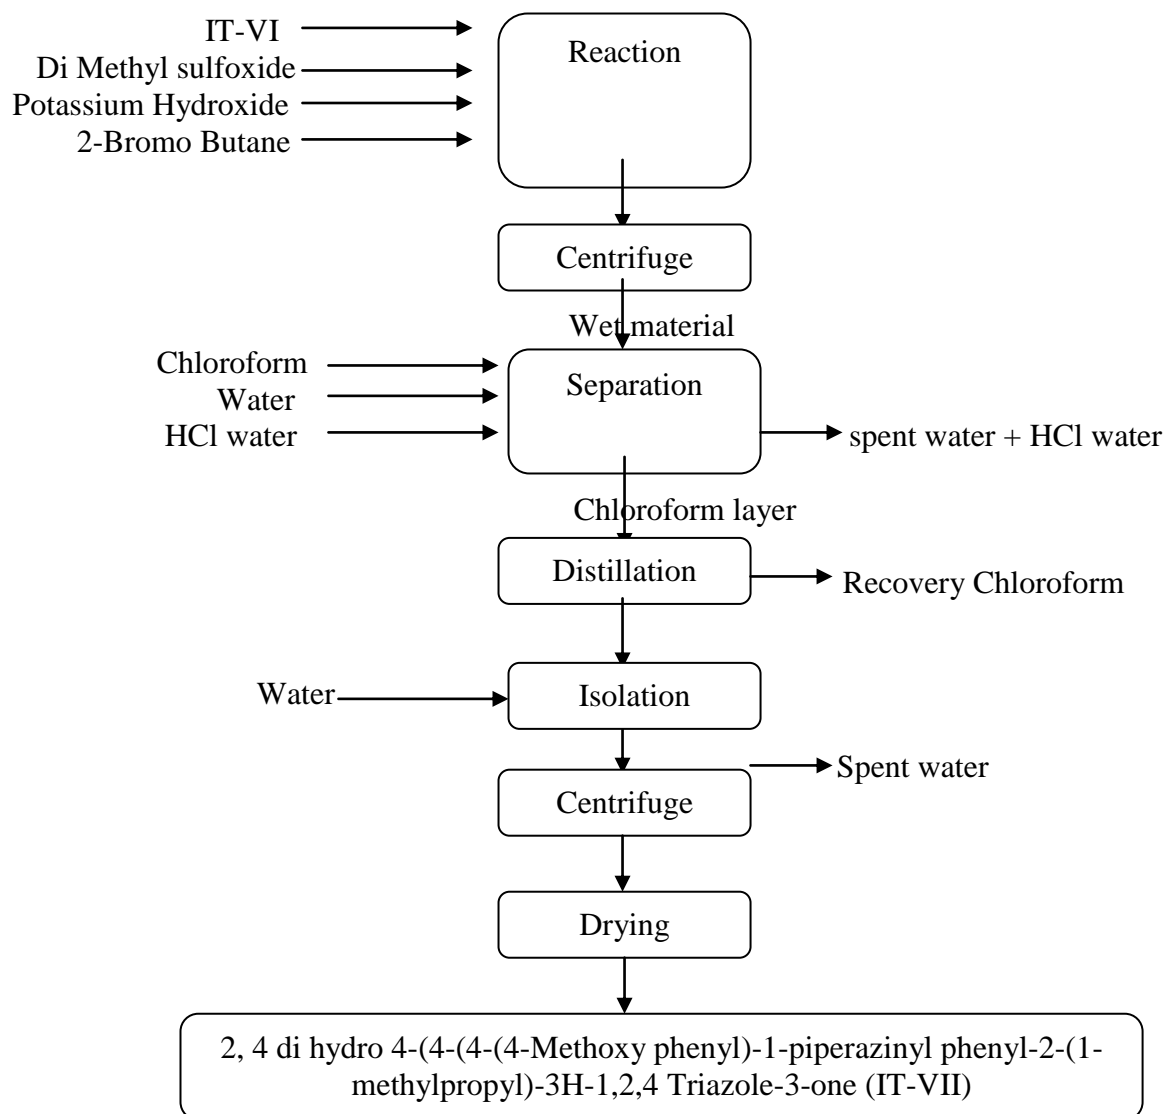 IT-VI
Di Methyl sulfoxide
Potassium Hydroxide
2-Bromo Butane
Reaction
Centrifuge
Wet material
Chloroform
Water
HCl water
Separation
spent water + HCl water
Chloroform layer
Distillation
Recovery Chloroform
Water
Isolation
Spent water
Centrifuge
Drying
2, 4 di hydro 4-(4-(4-(4-Methoxy phenyl)-1-piperazinyl phenyl-2-(1-
methylpropyl)-3H-1,2,4 Triazole-3-one (IT-VII)